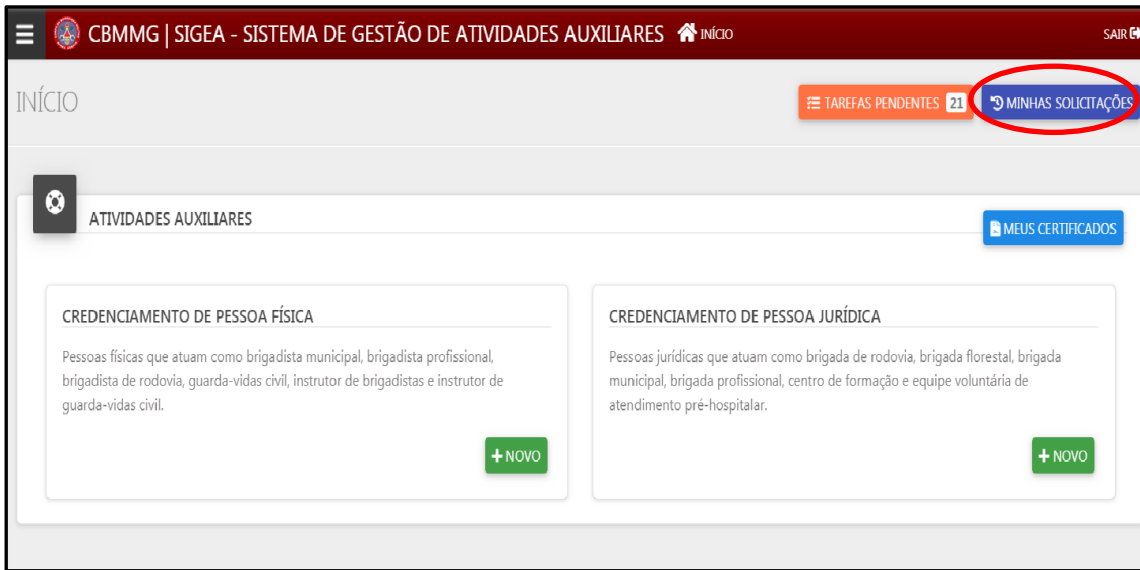 CBMMG | SIGEA - SISTEMA DE GESTÃO DE ATIVIDADES AUXILIARES INÍCIO SAIR
INÍCIO
TAREFAS PENDENTES 21 MINHAS SOLICITAÇÕES
ATIVIDADES AUXILIARES
MEUS CERTIFICADOS
CREDENCIAMENTO DE PESSOA FÍSICA
Pessoas físicas que atuam como brigadista municipal, brigadista profissional,
brigadista de rodovia, guarda-vidas civil, instrutor de brigadistas e instrutor de
guarda-vidas civil.
+ NOVO
CREDENCIAMENTO DE PESSOA JURÍDICA
Pessoas jurídicas que atuam como brigada de rodovia, brigada florestal, brigada
municipal, brigada profissional, centro de formação e equipe voluntária de
atendimento pré-hospitalar.
+ NOVO